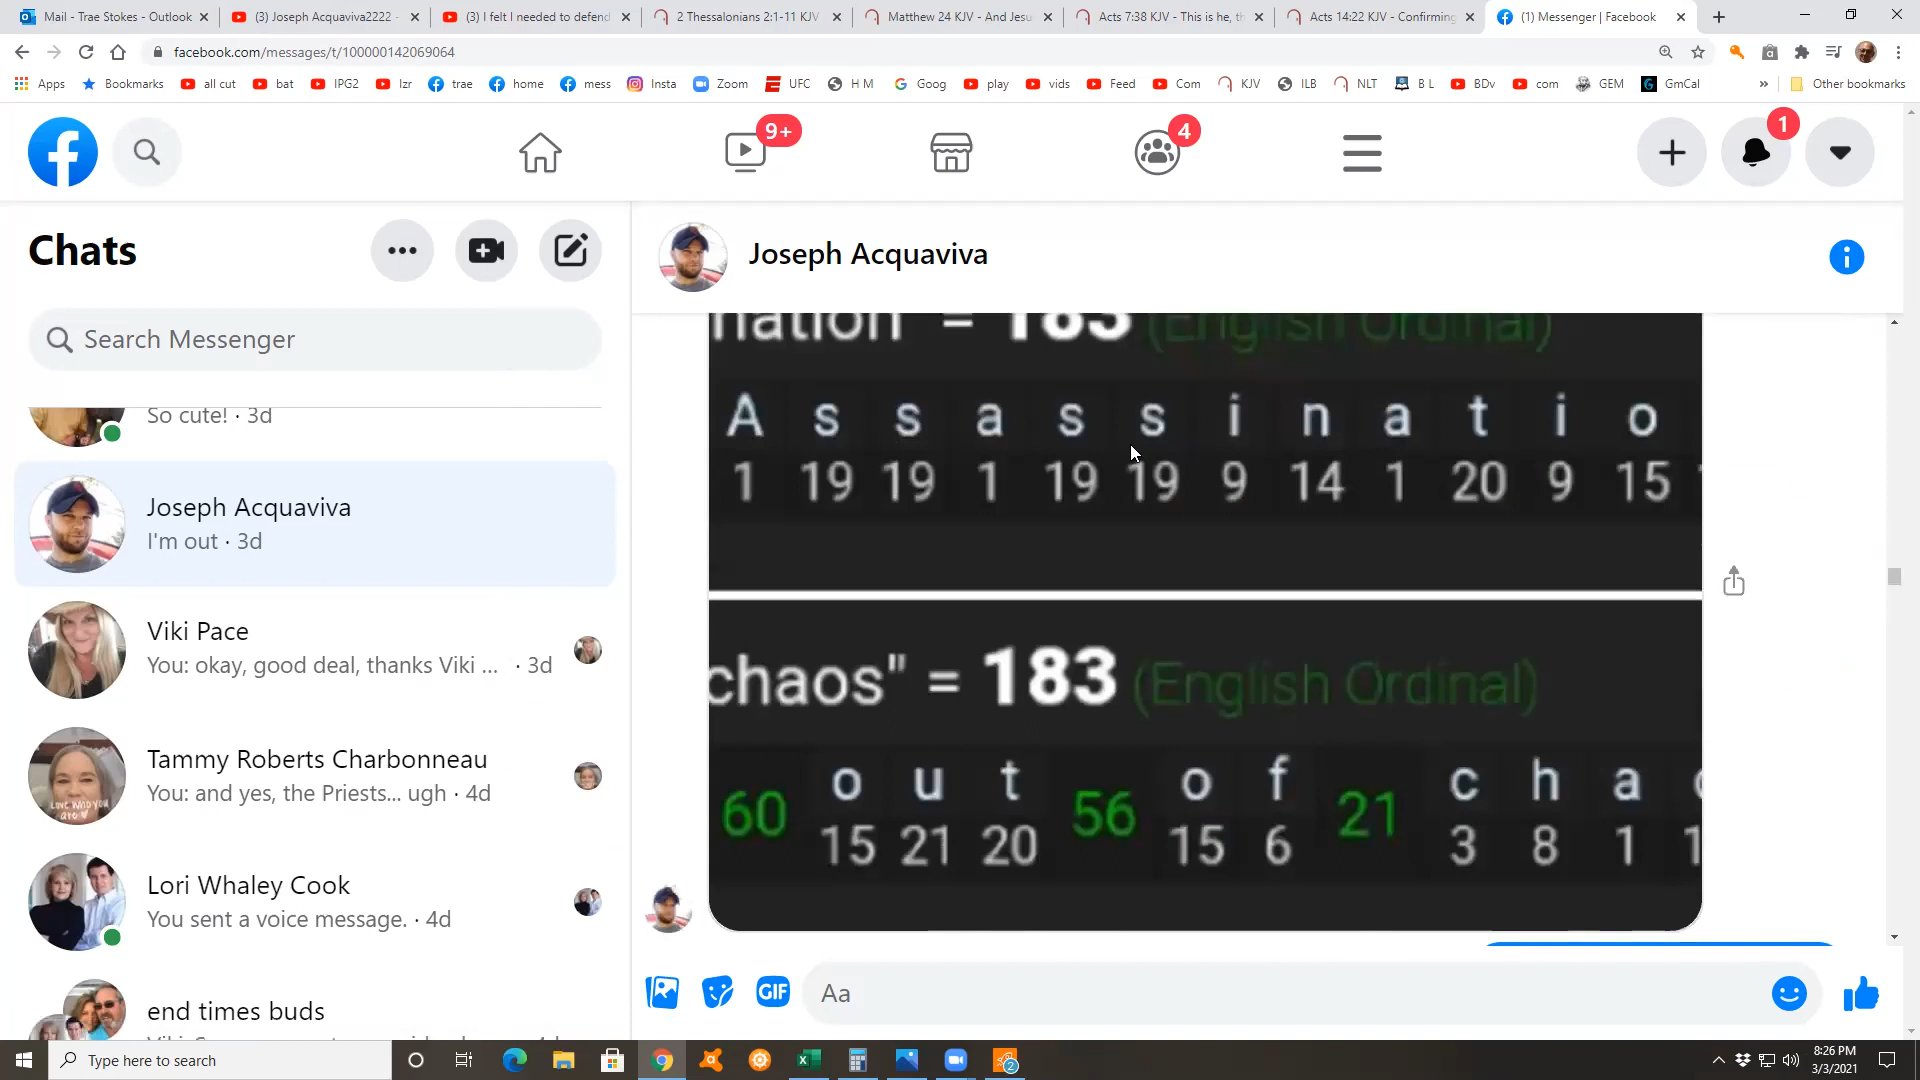 Mail - Trae Stokes - Outlook
(3) Joseph Acquaviva2222 -
(3) I felt I needed to defend
2 Thessalonians 2:1-11 KJV
Matthew 24 KJV - And Jesu
Acts 7:38 KJV - This is he, th
Acts 14:22 KJV - Confirming
(1) Messenger | Facebook
facebook.com/messages/t/100000142069064
Apps
Bookmarks
all cut
bat
IPG2
lzr
trae
home
mess
Insta
Zoom
UFC
H M
Goog
play
vids
Feed
Com
KJV
ILB
NLT
B L
BDv
com
GEM
GmCal
»
Other bookmarks
9+
4
1
Chats
Search Messenger
So cute! · 3d
Joseph Acquaviva
I'm out · 3d
Viki Pace
You: okay, good deal, thanks Viki ... · 3d
Tammy Roberts Charbonneau
You: and yes, the Priests... ugh · 4d
Lori Whaley Cook
You sent a voice message. · 4d
end times buds
Joseph Acquaviva
nation" = 183 (English Ordinal)
A s s a s s i n a t i o
1 19 19 1 19 19 9 14 1 20 9 15
chaos" = 183 (English Ordinal)
60 o u t 56 o f 21 c h a
15 21 20 15 6 3 8 1 1
GIF
Aa
Type here to search
2
8:26 PM
3/3/2021